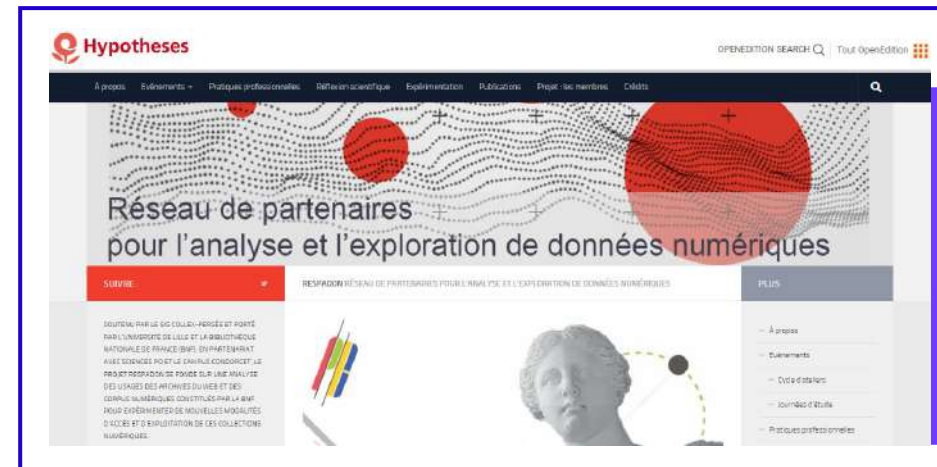 Hypotheses
OPENEDITION SEARCH Tout OpenEdition
À propos Evénements Pratiques professionnelles Réflexion scientifique Expérimentation Publications Projet : les membres Crédits
Réseau de partenaires
pour l'analyse et l'exploration de données numériques
SUIVRE
RESPADON RÉSEAU DE PARTENAIRES POUR L'ANALYSE ET L'EXPLORATION DE DONNÉES NUMÉRIQUES
PLUS
SOUTENU PAR LE GIS COLLEX-PERSÉE ET PORTÉ
PAR L'UNIVERSITÉ DE LILLE ET LA BIBLIOTHÈQUE
NATIONALE DE FRANCE (BNF), EN PARTENARIAT
AVEC SCIENCES PO ET LE CAMPUS CONDORCET, LE
PROJET RESPADON SE FONDE SUR UNE ANALYSE
DES USAGES DES ARCHIVES DU WEB ET DES
CORPUS NUMÉRIQUES CONSTITUÉS PAR LA BNF
POUR EXPÉRIMENTER DE NOUVELLES MODALITÉS
D'ACCÈS ET D'EXPLOITATION DE CES COLLECTIONS
NUMÉRIQUES.
— À propos
— Evénements
— Cycle d'ateliers
— Journées d'étude
— Pratiques professionnelles